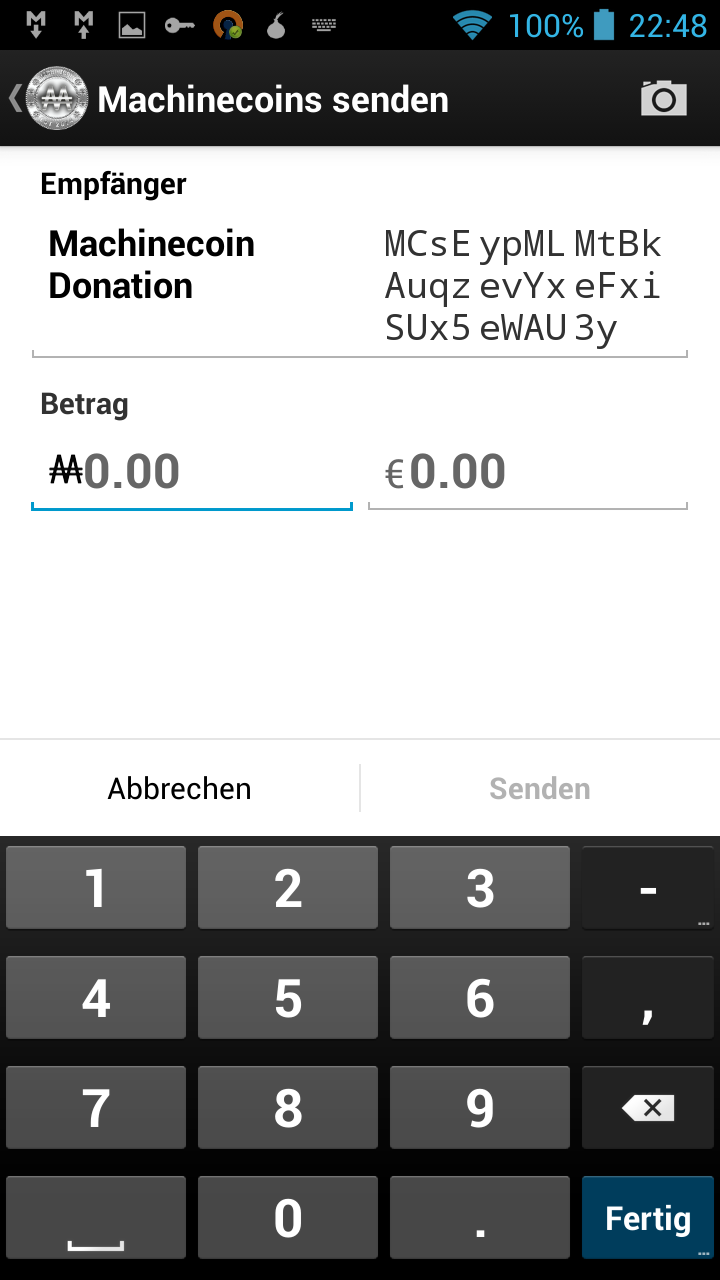 100% 22:48
Machinecoins senden
Empfänger
Machinecoin MCsE ypML MtBk
Donation Auqz evYx eFxi
SUx5 eWAU 3y
Betrag
₳0.00 €0.00
Abbrechen Senden
1 2 3 -
4 5 6 ,
7 8 9
0 .
Fertig